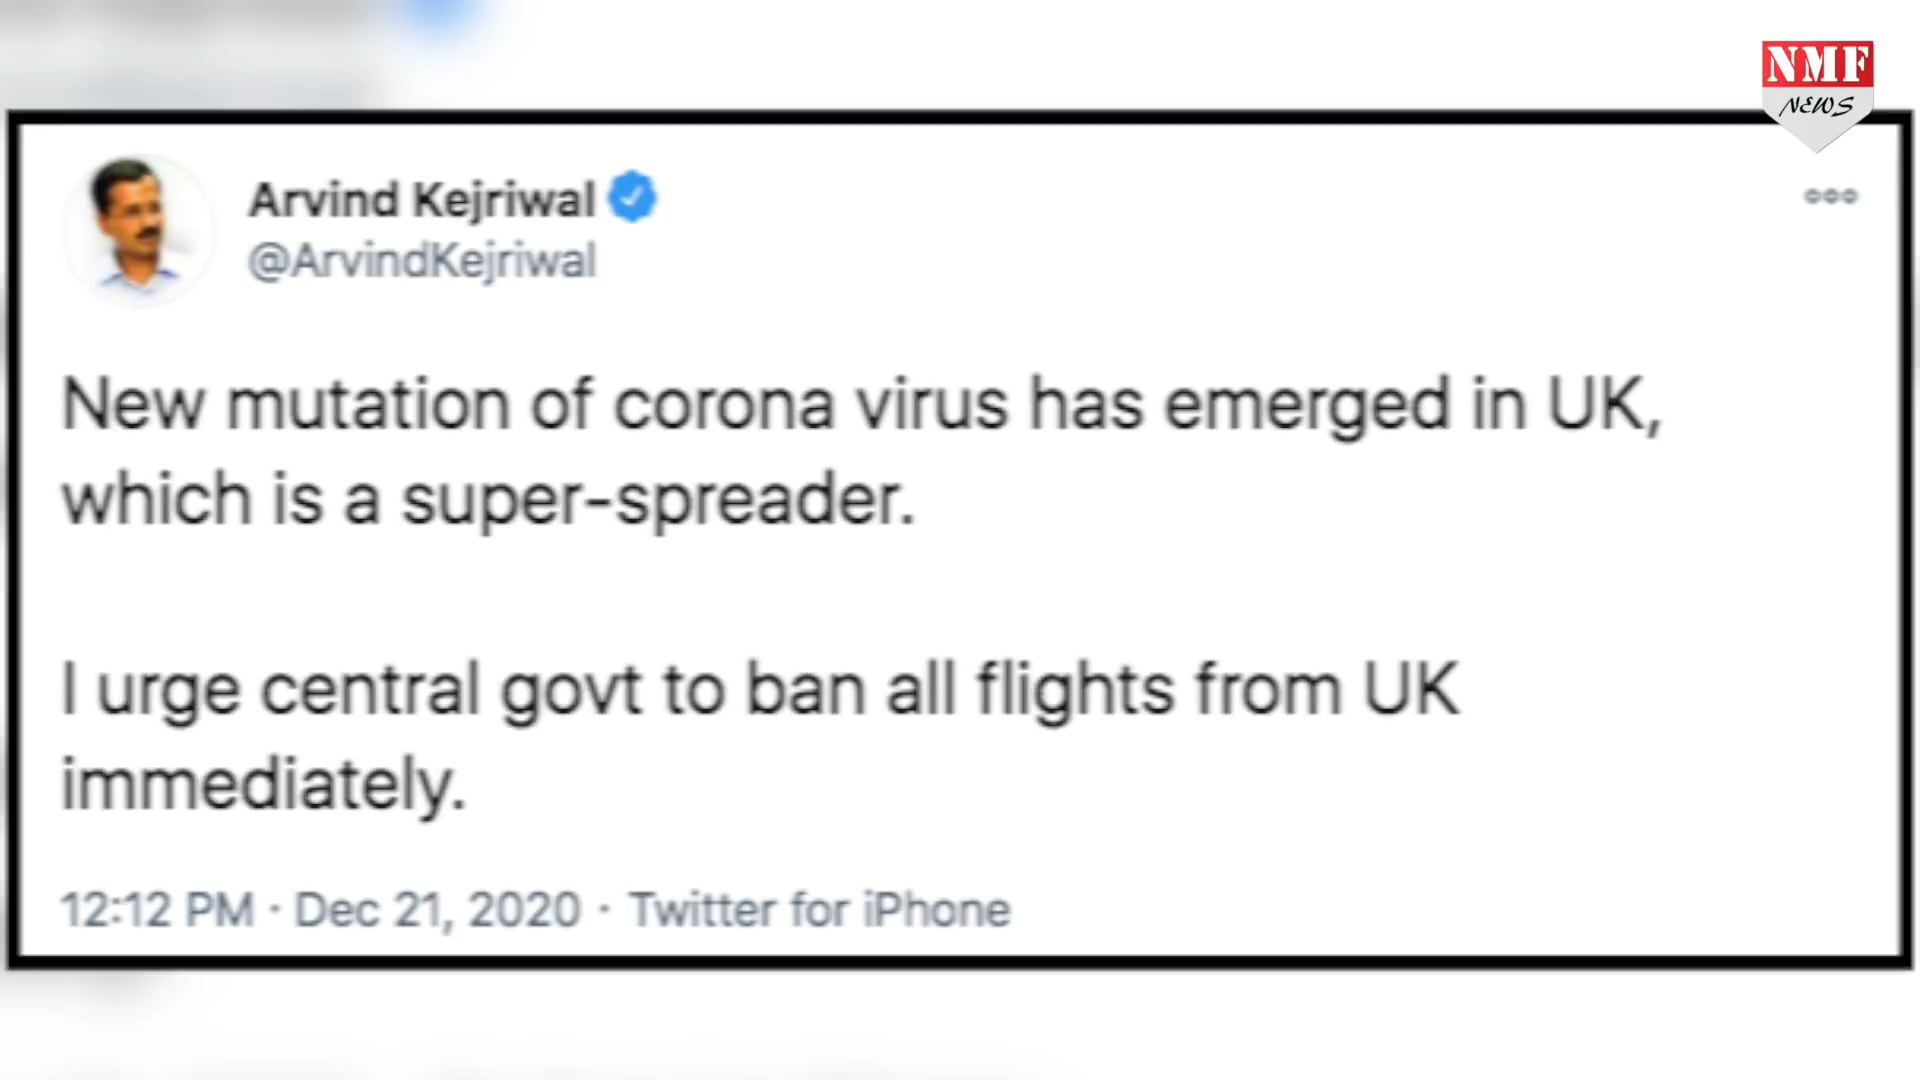 NMF
NEWS
Arvind Kejriwal
@ArvindKejriwal
New mutation of corona virus has emerged in UK,
which is a super-spreader.
I urge central govt to ban all flights from UK
immediately.
12:12 PM · Dec 21, 2020 · Twitter for iPhone